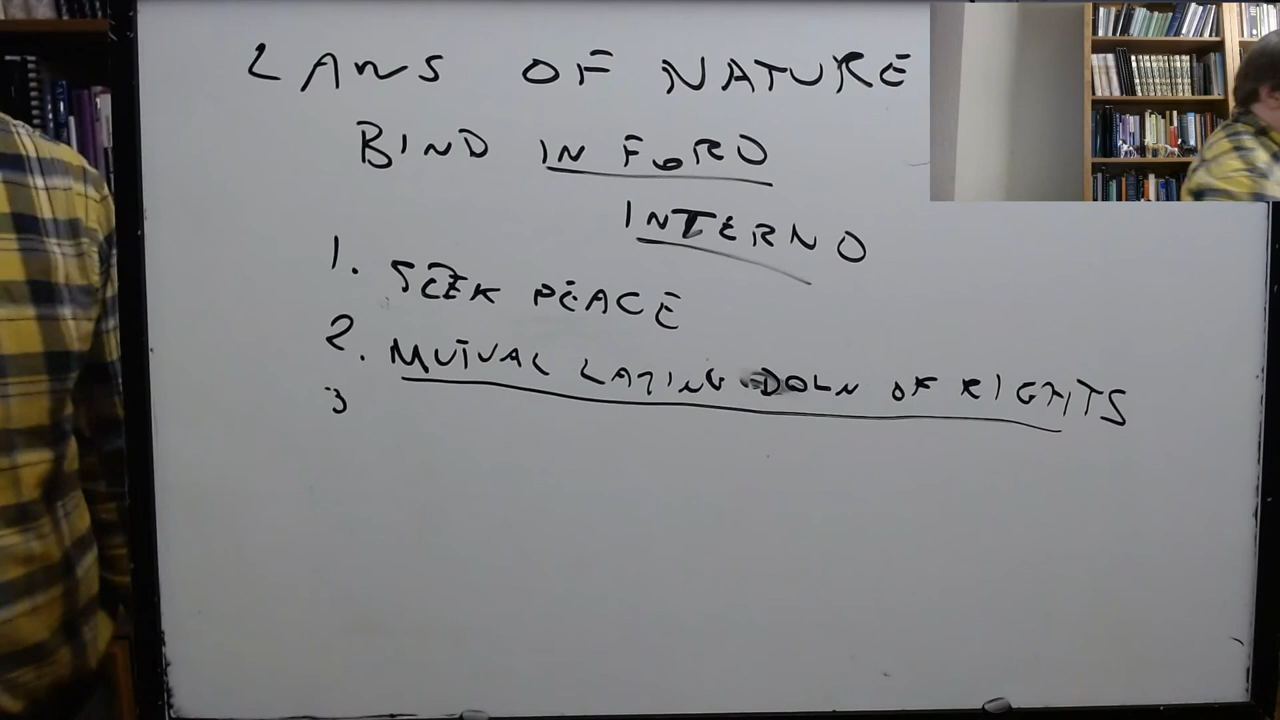 LAWS OF NATURE
BIND IN FORO
INTERNO
1. SEEK PEACE
2. MUTUAL LAYING DOWN OF RIGHTS
3